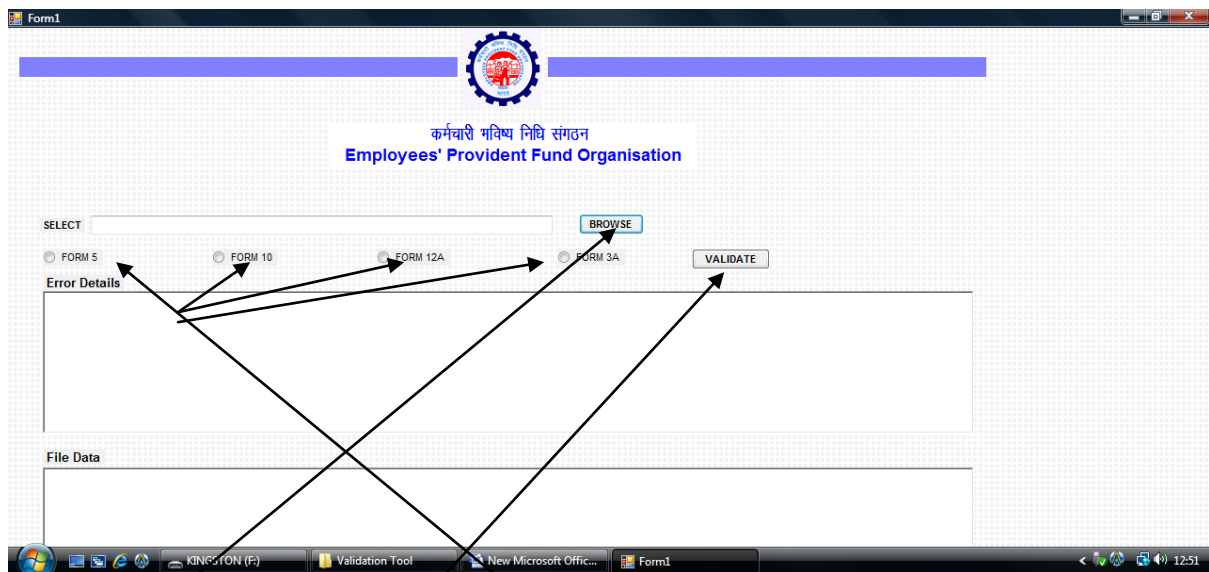 Form1
कर्मचारी भविष्य निधि संगठन
Employees' Provident Fund Organisation
SELECT
BROWSE
FORM 5
FORM 10
FORM 12A
FORM 3A
VALIDATE
Error Details
File Data
KINGSTON (F:)
Validation Tool
New Microsoft Offic...
Form1
12:51